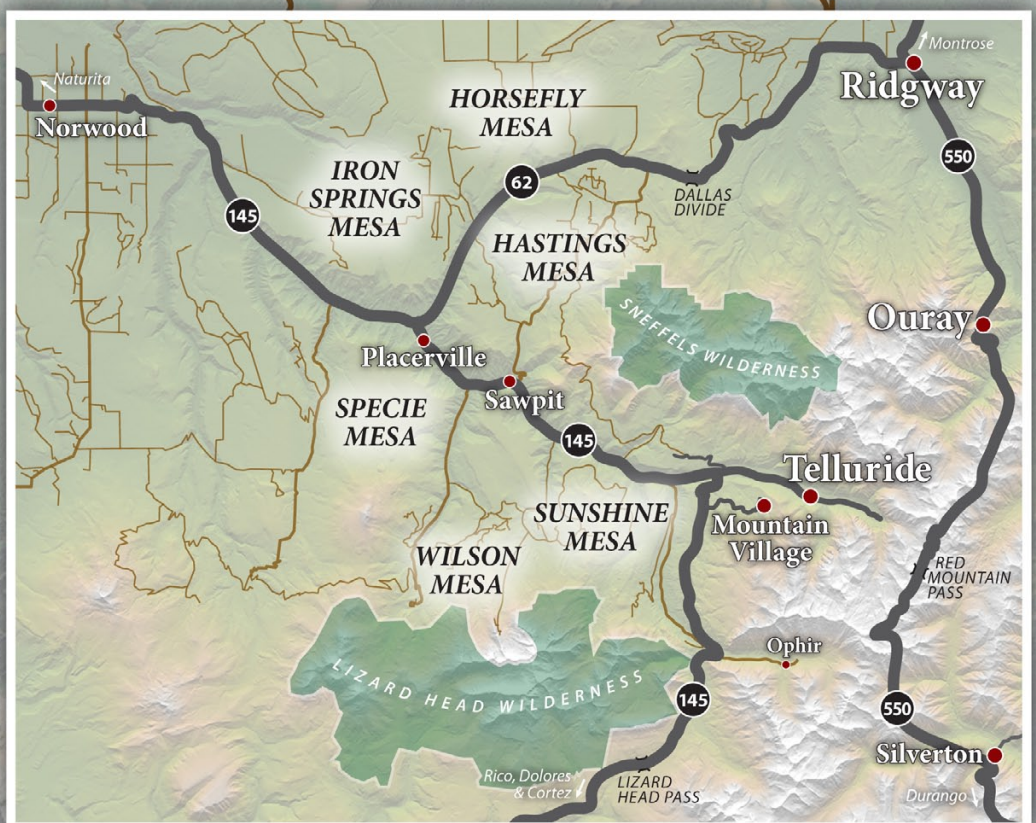 Montrose
Ridgway
Naturita
Norwood
HORSEFLY
MESA
550
IRON
SPRINGS
MESA
62
DALLAS
DIVIDE
145
HASTINGS
MESA
SNEFFELS WILDERNESS
Ouray
Placerville
Sawpit
SPECIE
MESA
145
Telluride
SUNSHINE
MESA
Mountain
Village
WILSON
MESA
RED
MOUNTAIN
PASS
Ophir
LIZARD HEAD WILDERNESS
145
550
Silverton
Rico, Dolores
& Cortez
LIZARD
HEAD PASS
Durango